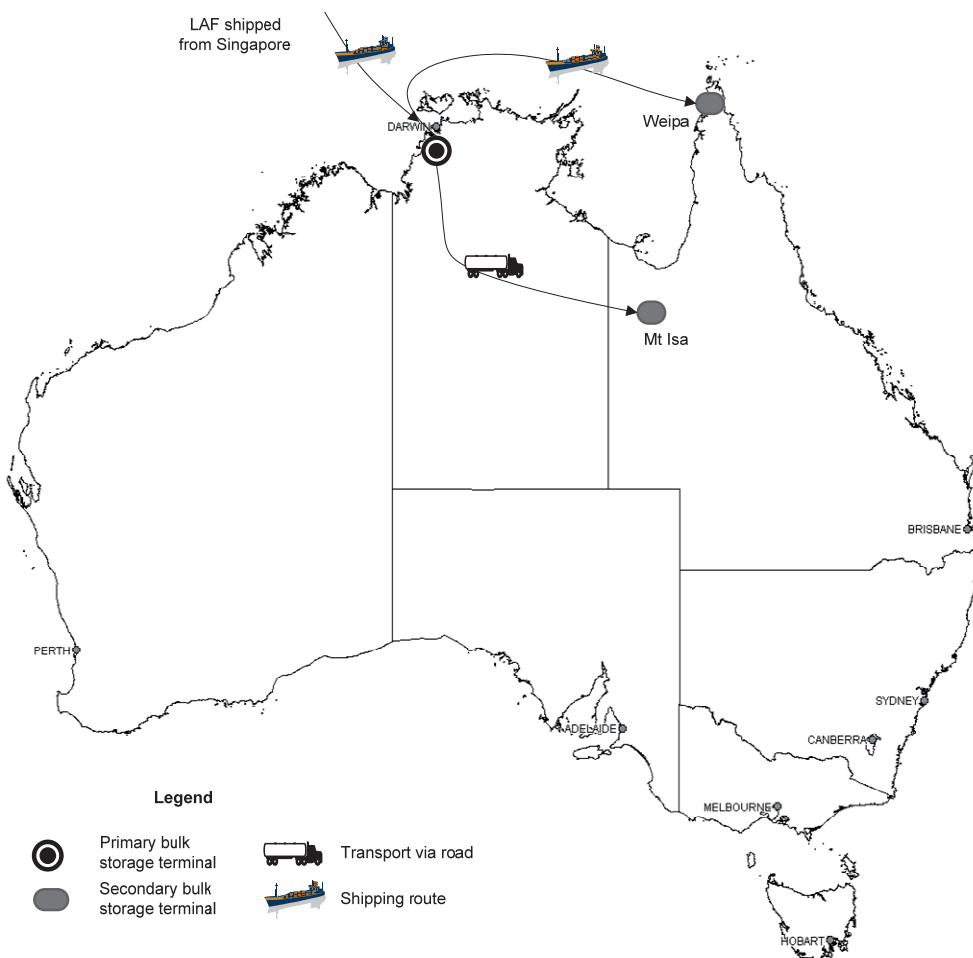 LAF shipped
from Singapore
DARWIN
Weipa
Mt Isa
BRISBANE
PERTH
SYDNEY
ADELAIDE
CANBERRA
MELBOURNE
HOBART
Legend
Primary bulk
storage terminal
Transport via road
Secondary bulk
storage terminal
Shipping route